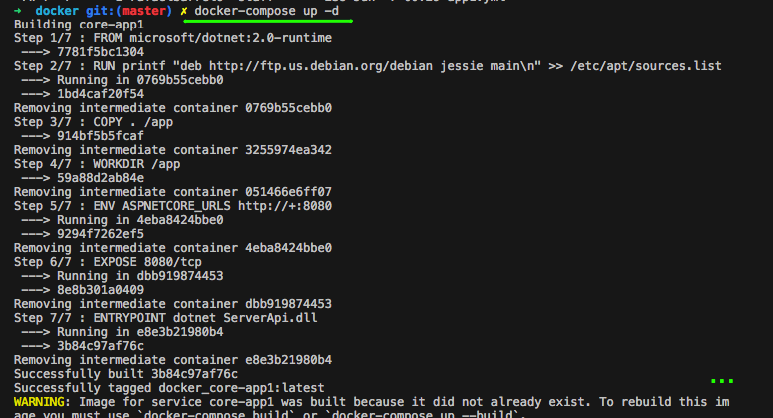 ➜  docker git:(master) ✗ docker-compose up -d
Building core-app1
Step 1/7 : FROM microsoft/dotnet:2.0-runtime
 ---> 7781f5bc1304
Step 2/7 : RUN printf "deb http://ftp.us.debian.org/debian jessie main\n" >> /etc/apt/sources.list
 ---> Running in 0769b55cebb0
 ---> 1bd4caf20f54
Removing intermediate container 0769b55cebb0
Step 3/7 : COPY . /app
 ---> 914bf5b5fcaf
Removing intermediate container 3255974ea342
Step 4/7 : WORKDIR /app
 ---> 59a88d2ab84e
Removing intermediate container 051466e6ff07
Step 5/7 : ENV ASPNETCORE_URLS http://+:8080
 ---> Running in 4eba8424bbe0
 ---> 9294f7262ef5
Removing intermediate container 4eba8424bbe0
Step 6/7 : EXPOSE 8080/tcp
 ---> Running in dbb919874453
 ---> 8e8b301a0409
Removing intermediate container dbb919874453
Step 7/7 : ENTRYPOINT dotnet ServerApi.dll
 ---> Running in e8e3b21980b4
 ---> 3b84c97af76c
Removing intermediate container e8e3b21980b4
Successfully built 3b84c97af76c
...
Successfully tagged docker_core-app1:latest
WARNING: Image for service core-app1 was built because it did not already exist. To rebuild this im
age you must use `docker-compose build` or `docker-compose up --build`.